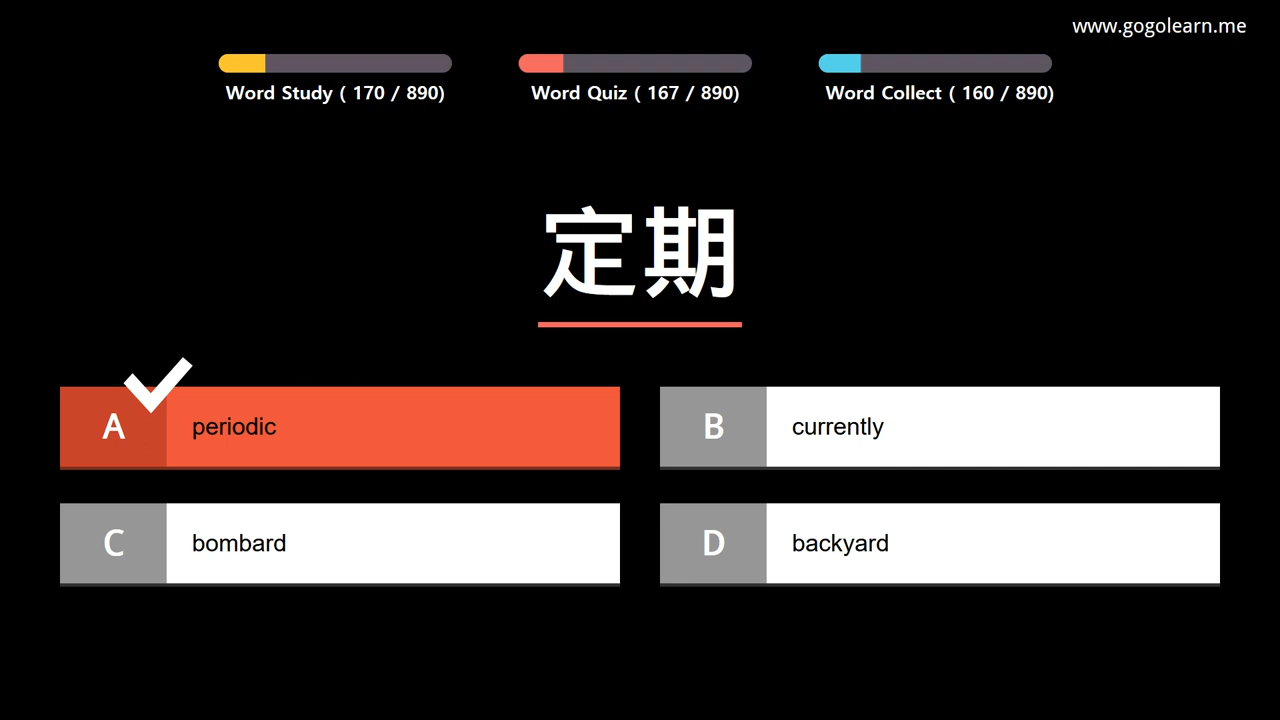 www.gogolearn.me
Word Study ( 170 / 890)
Word Quiz ( 167 / 890)
Word Collect ( 160 / 890)
定期
A periodic
B currently
C bombard
D backyard